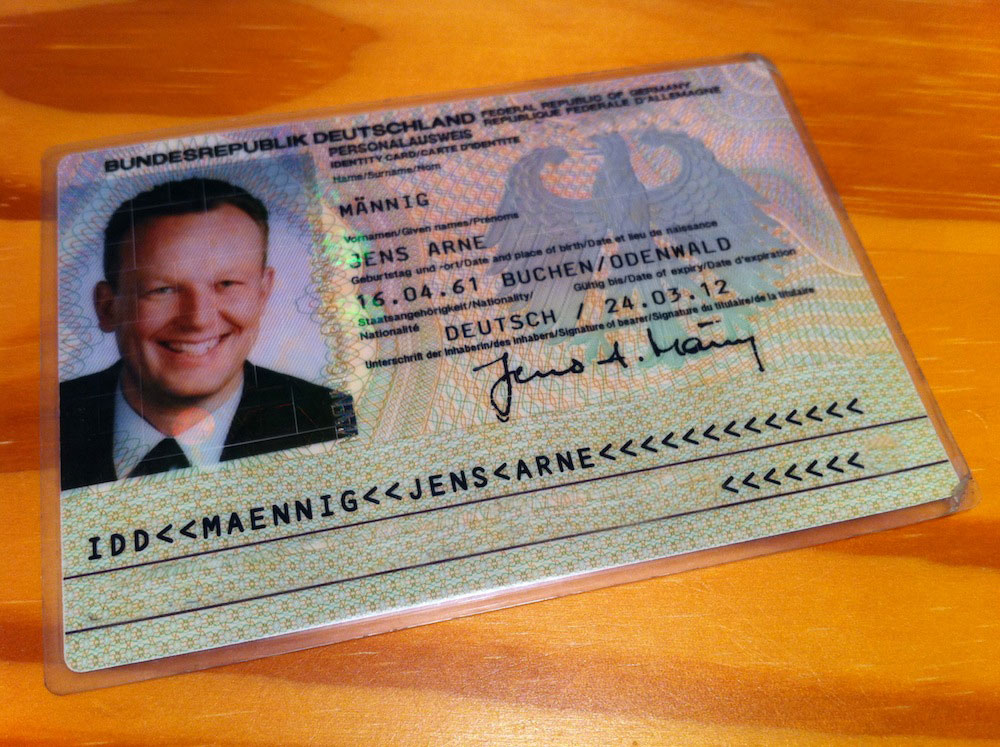 BUNDESREPUBLIK DEUTSCHLAND
FEDERAL REPUBLIC OF GERMANY
REPUBLIQUE FEDERALE D'ALLEMAGNE
PERSONALAUSWEIS
IDENTITY CARD/CARTE D'IDENTITE
Name/Surname/Nom
MÄNNIG
Vornamen/Given names/Prénoms
JENS ARNE
Geburtstag und -ort/Date and place of birth/Date et lieu de naissance
16.04.61 BUCHEN/ODENWALD
Staatsangehörigkeit/Nationality/ Gültig bis/Date of expiry/Date d'expiration
Nationalité DEUTSCH / 24.03.12
Unterschrift der Inhaberin/des Inhabers/Signature of bearer/Signature du titulaire/de la titulaire
Jens A. Männig
IDD<<MAENNIG<<JENS<ARNE<<<<<<<<<<<<<
<<<<<<<